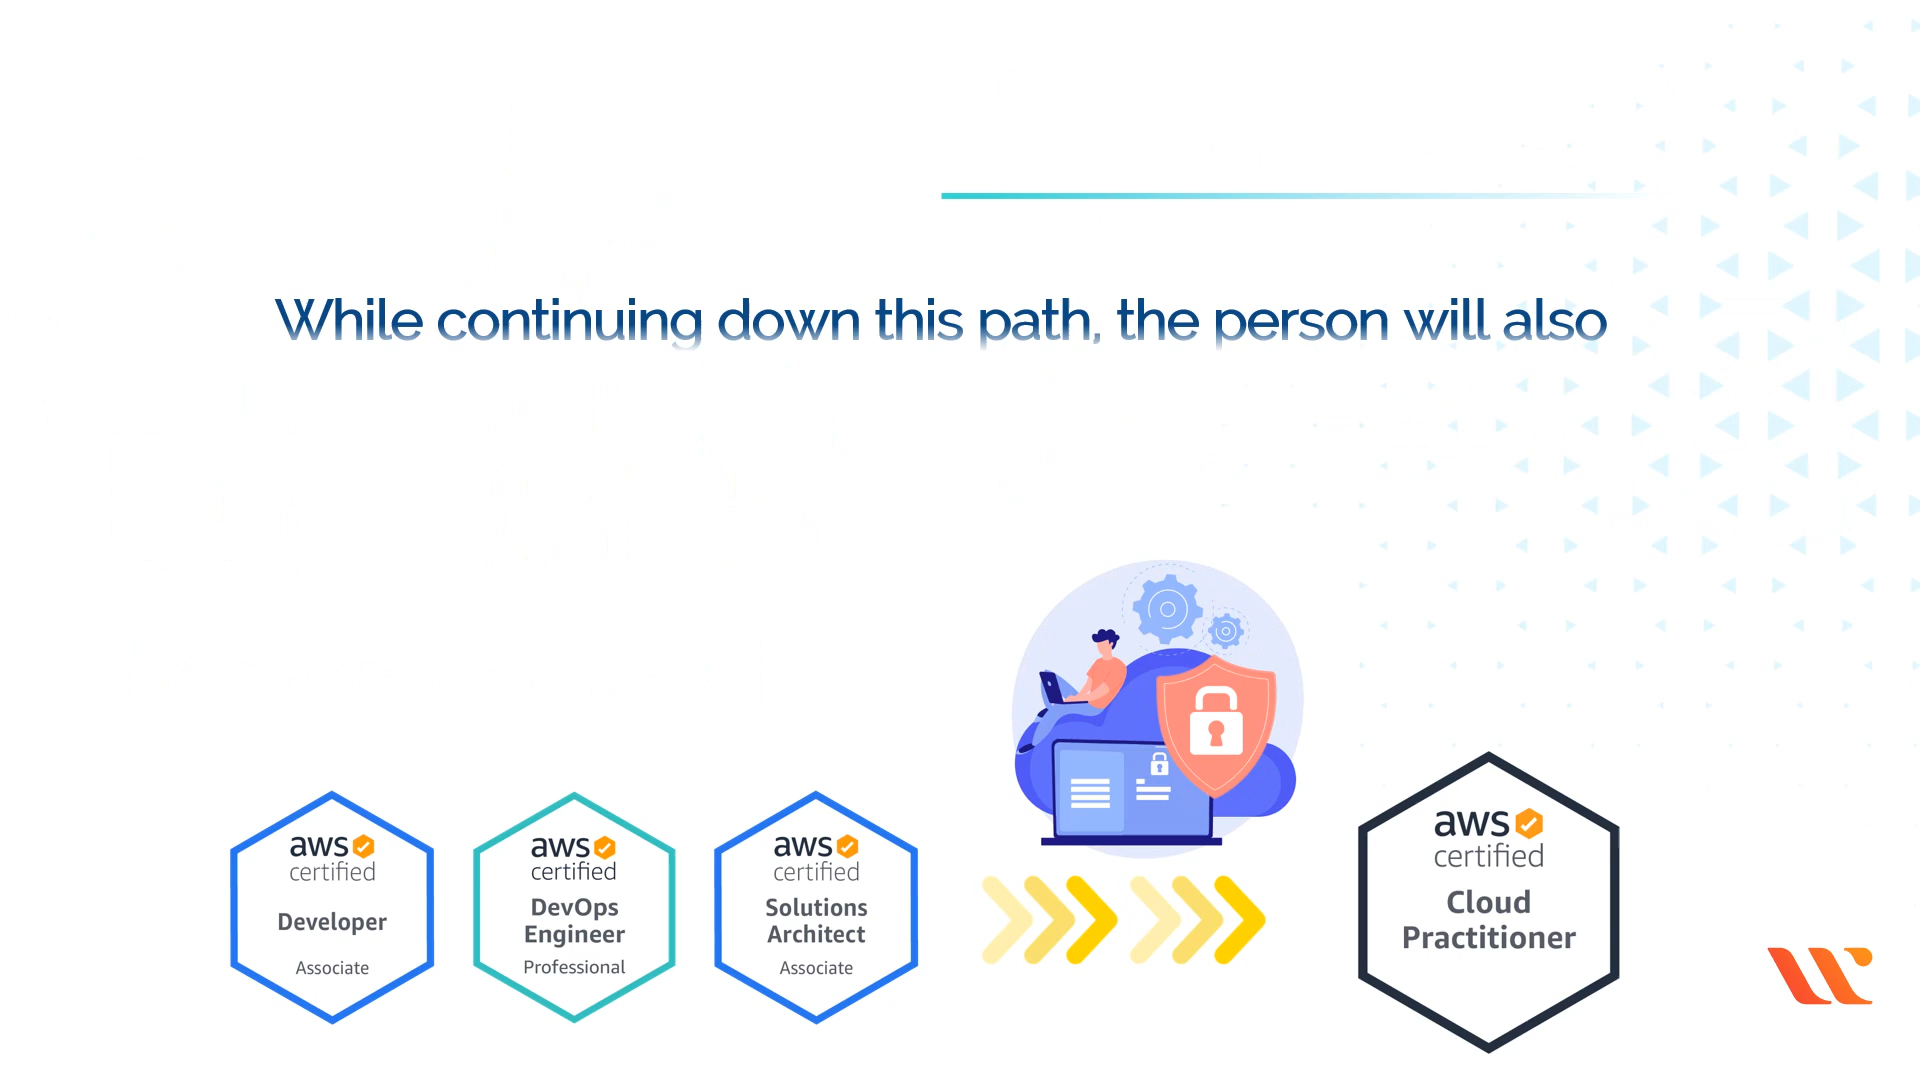 While continuing down this path, the person will also
aws
certified
Developer
Associate
aws
certified
DevOps
Engineer
Professional
aws
certified
Solutions
Architect
Associate
aws
certified
Cloud
Practitioner